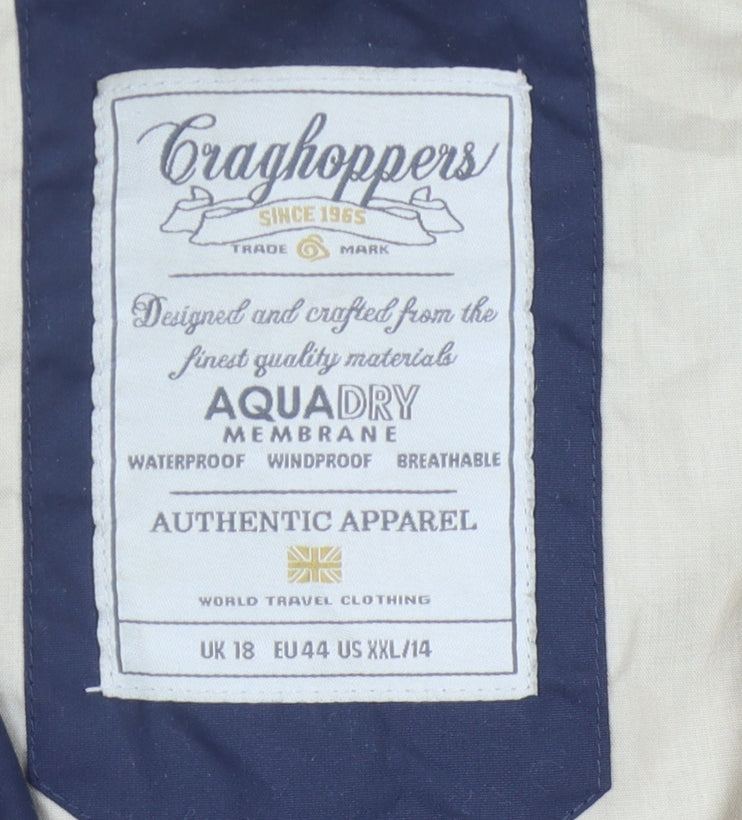 Craghoppers
SINCE 1965
TRADE MARK
Designed and crafted from the
finest quality materials
AQUADRY
MEMBRANE
WATERPROOF WINDPROOF BREATHABLE
AUTHENTIC APPAREL
WORLD TRAVEL CLOTHING
UK 18 EU 44 US XXL/14